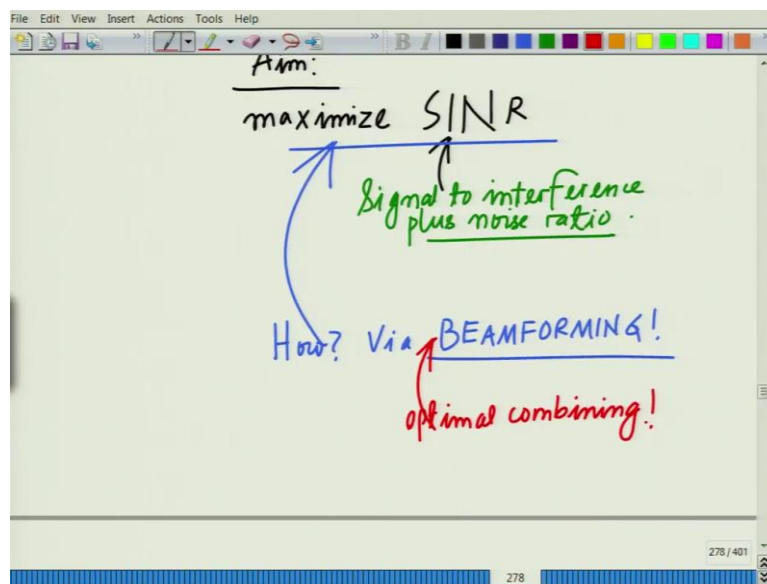 File Edit View Insert Actions Tools Help
B I
Aim:
maximize SINR
Signal to interference
plus noise ratio.
How? Via BEAMFORMING!
optimal combining!
278 / 401
278